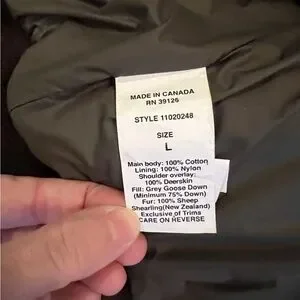 MADE IN CANADA
RN 39126
STYLE 11020248
SIZE
L
Main body: 100% Cotton
Lining: 100% Nylon
Shoulder overlay:
100% Deerskin
Fill: Grey Goose Down
(Minimum 75% Down)
Fur: 100% Sheep
Shearling(New Zealand)
Exclusive of Trims
CARE ON REVERSE